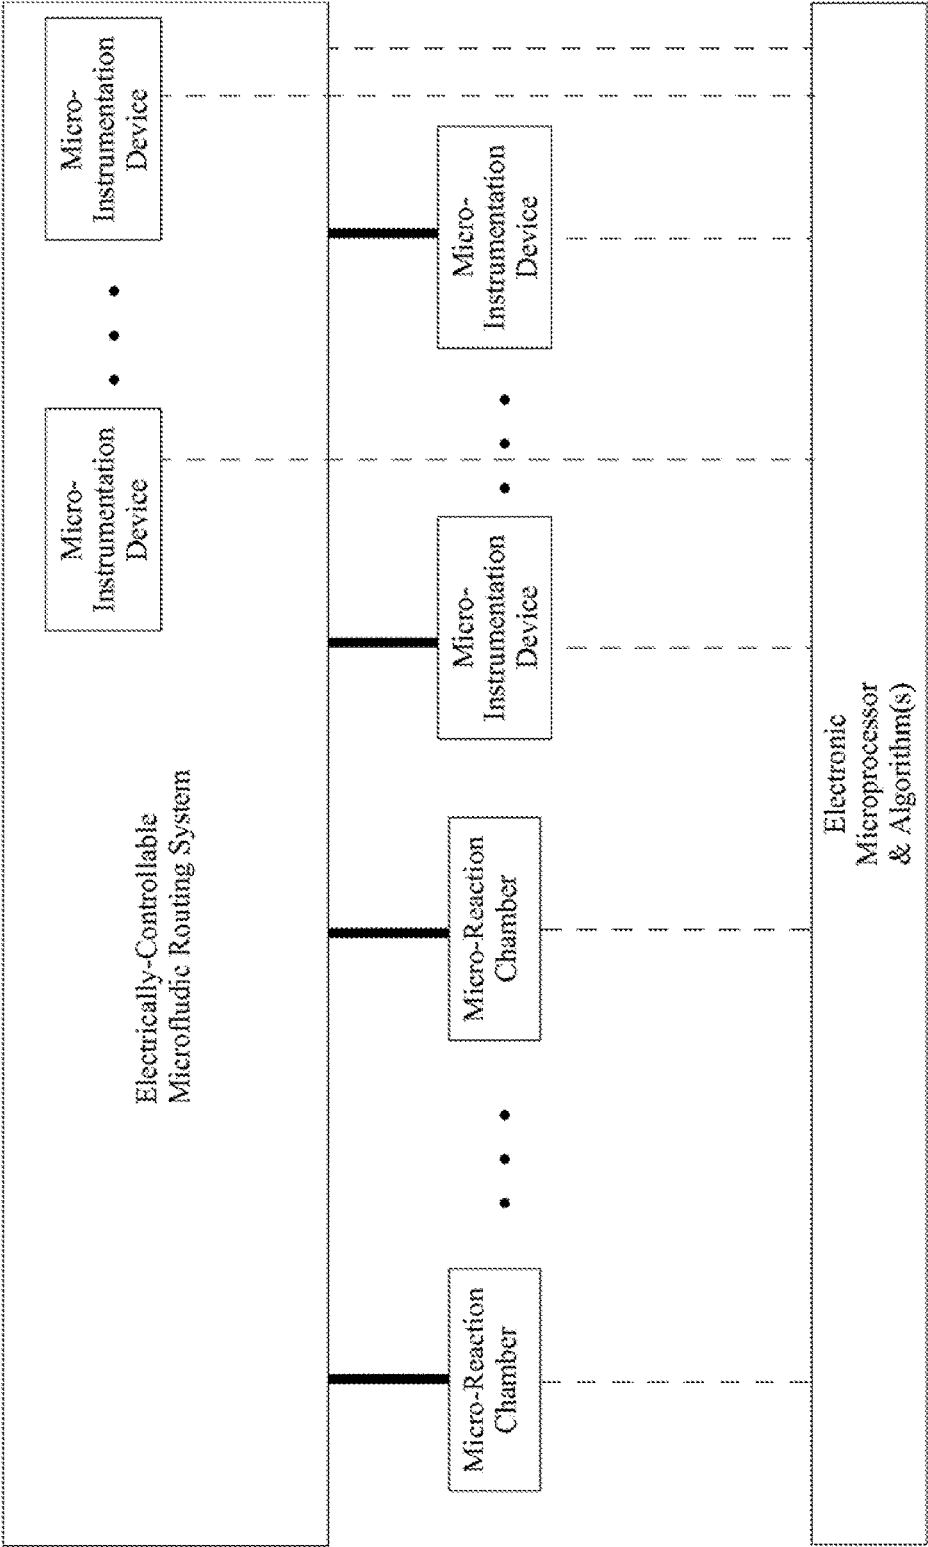 Electrically-Controllable
Microfludic Routing System
Micro-
Instrumentation
Device
Micro-
Instrumentation
Device
Micro-Reaction
Chamber
Micro-Reaction
Chamber
Micro-
Instrumentation
Device
Micro-
Instrumentation
Device
Electronic
Microprocessor
& Algorithm(s)